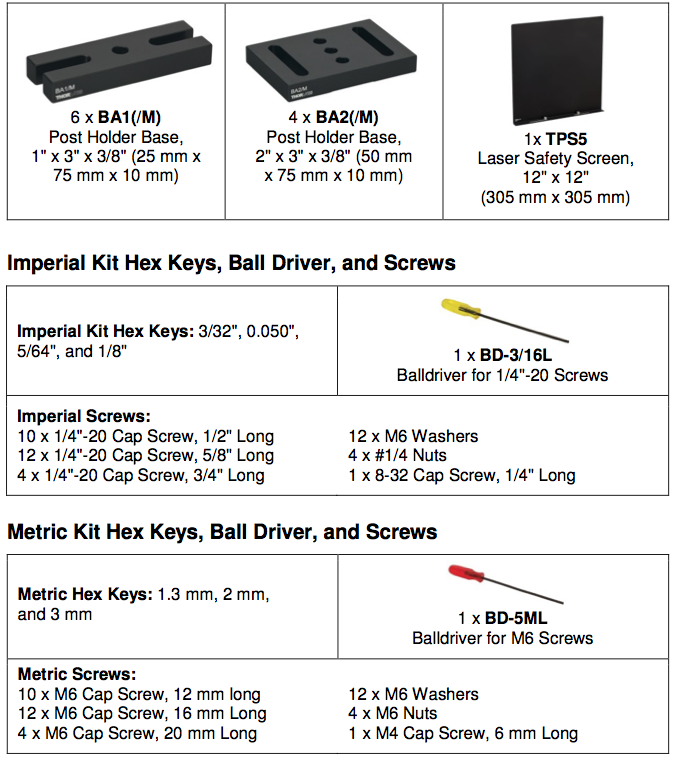 BA1/M
THORLABS
6 x BA1(/M)
Post Holder Base,
1" x 3" x 3/8" (25 mm x
75 mm x 10 mm)
BA2/M
THORLABS
4 x BA2(/M)
Post Holder Base,
2" x 3" x 3/8" (50 mm
x 75 mm x 10 mm)
1x TPS5
Laser Safety Screen,
12" x 12"
(305 mm x 305 mm)
Imperial Kit Hex Keys, Ball Driver, and Screws
Imperial Kit Hex Keys: 3/32", 0.050",
5/64", and 1/8"
1 x BD-3/16L
Balldriver for 1/4"-20 Screws
Imperial Screws:
10 x 1/4"-20 Cap Screw, 1/2" Long
12 x 1/4"-20 Cap Screw, 5/8" Long
4 x 1/4"-20 Cap Screw, 3/4" Long
12 x M6 Washers
4 x #1/4 Nuts
1 x 8-32 Cap Screw, 1/4" Long
Metric Kit Hex Keys, Ball Driver, and Screws
Metric Hex Keys: 1.3 mm, 2 mm,
and 3 mm
1 x BD-5ML
Balldriver for M6 Screws
Metric Screws:
10 x M6 Cap Screw, 12 mm long
12 x M6 Cap Screw, 16 mm Long
4 x M6 Cap Screw, 20 mm Long
12 x M6 Washers
4 x M6 Nuts
1 x M4 Cap Screw, 6 mm Long